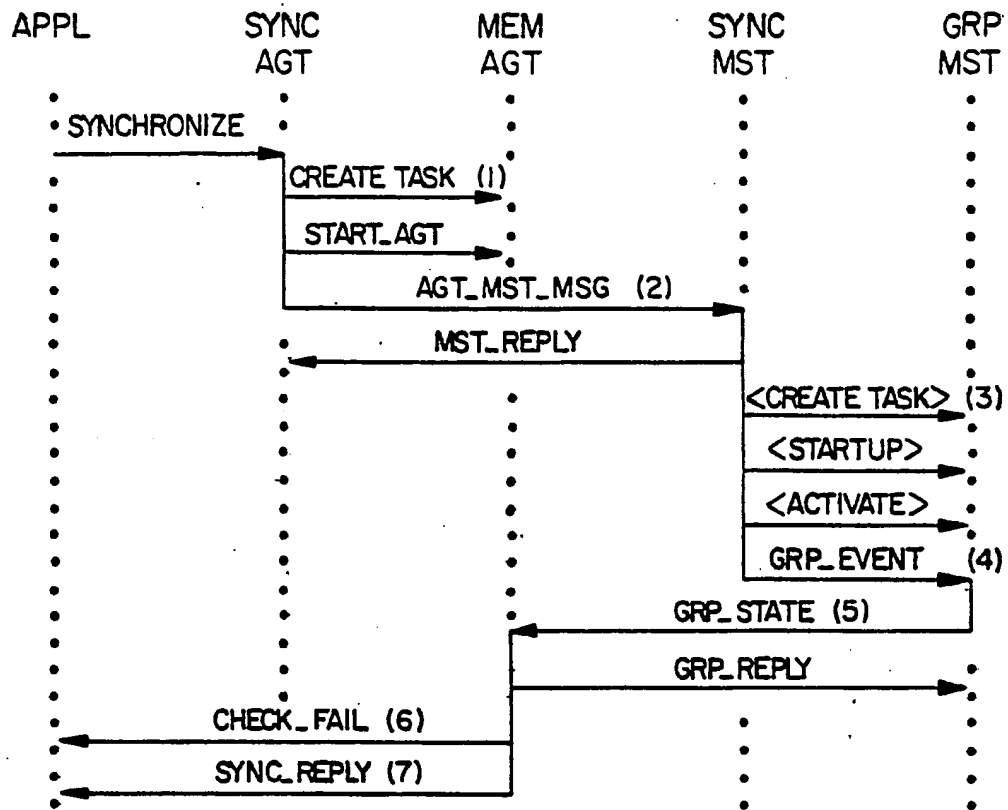 APPL SYNC MEM SYNC GRP
AGT AGT MST MST
SYNCHRONIZE
CREATE TASK (1)
START_AGT
AGT_MST_MSG (2)
MST_REPLY
<CREATE TASK> (3)
<STARTUP>
<ACTIVATE>
GRP_EVENT (4)
GRP_STATE (5)
GRP_REPLY
CHECK_FAIL (6)
SYNC_REPLY (7)